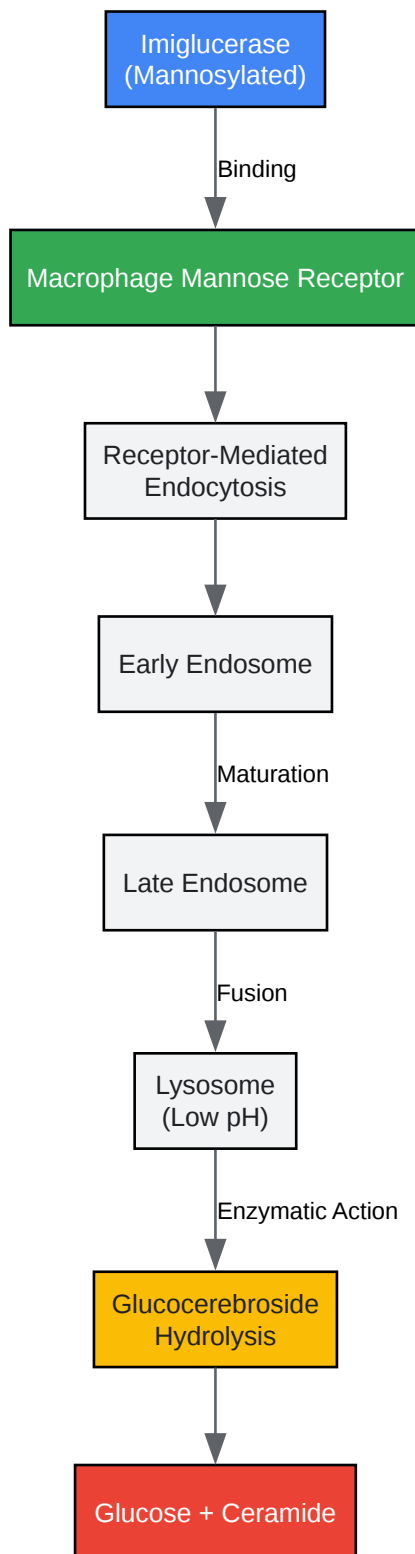 Imiglucerase
(Mannosylated)
Binding
Macrophage Mannose Receptor
Receptor-Mediated
Endocytosis
Early Endosome
Maturation
Late Endosome
Fusion
Lysosome
(Low pH)
Enzymatic Action
Glucocerebroside
Hydrolysis
Glucose + Ceramide